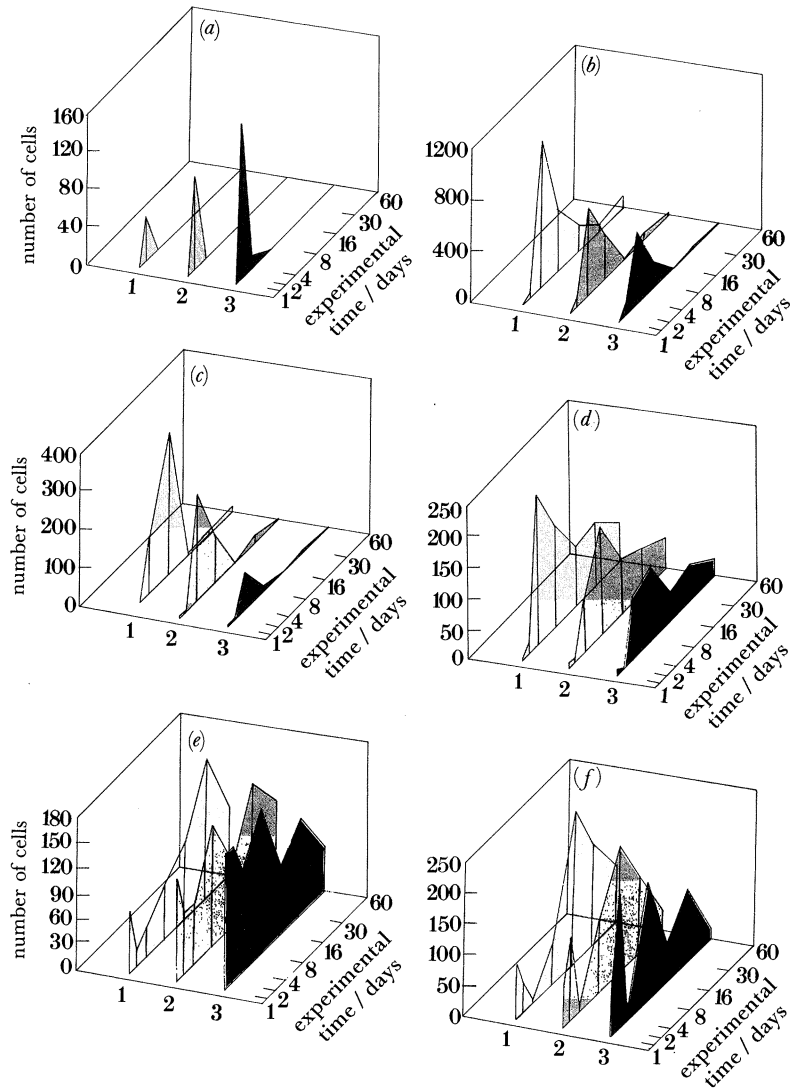 (a)
number of cells
160
120
80
40
0
1
2
3
1 2 4 8 16 30 60
experimental
time / days
(b)
1200
800
400
0
1
2
3
1 2 4 8 16 30 60
experimental
time / days
(c)
number of cells
400
300
200
100
0
1
2
3
1 2 4 8 16 30 60
experimental
time / days
(d)
250
200
150
100
50
0
1
2
3
1 2 4 8 16 30 60
experimental
time / days
(e)
number of cells
180
150
120
90
60
30
0
1
2
3
1 2 4 8 16 30 60
experimental
time / days
(f)
250
200
150
100
50
0
1
2
3
1 2 4 8 16 30 60
experimental
time / days